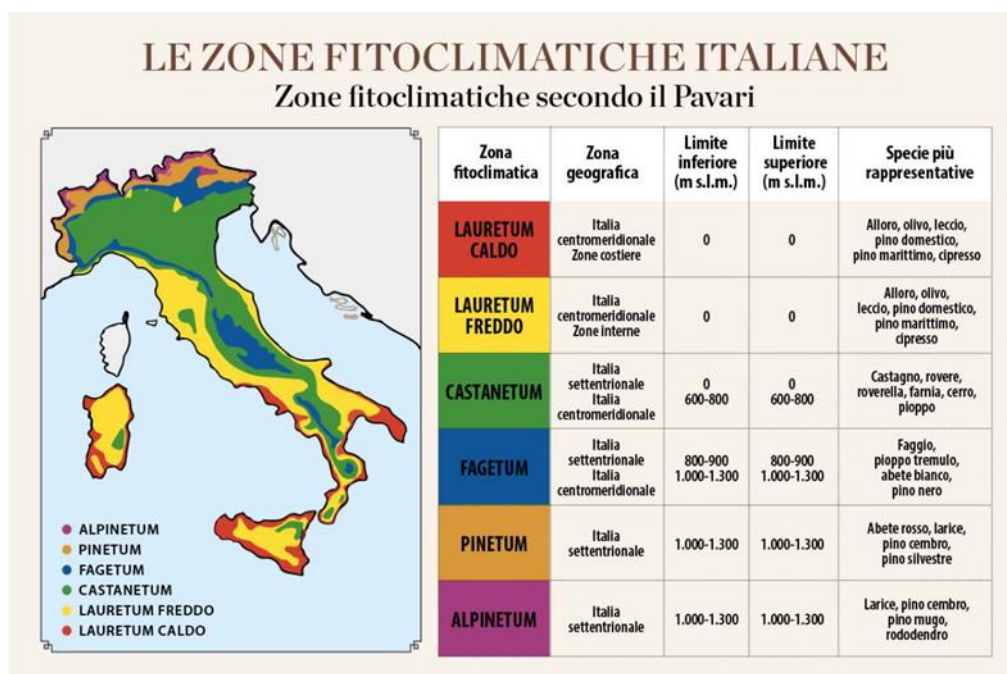 LE ZONE FITOCLIMATICHE ITALIANE
Zone fitoclimatiche secondo il Pavari
ALPINETUM
PINETUM
FAGETUM
CASTANETUM
LAURETUM FREDDO
LAURETUM CALDO
Zona
fitoclimatica
Zona
geografica
Limite
inferiore
(m s.l.m.)
Limite
superiore
(m s.l.m.)
Specie più
rappresentative
LAURETUM
CALDO
Italia
centromeridionale
Zone costiere
0
0
Alloro, olivo, leccio,
pino domestico,
pino marittimo, cipresso
LAURETUM
FREDDO
Italia
centromeridionale
Zone interne
0
0
Alloro, olivo,
leccio, pino domestico,
pino marittimo,
cipresso
CASTANETUM
Italia
settentrionale
Italia
centromeridionale
0
600-800
0
600-800
Castagno, rovere,
roverella, farnia, cerro,
pioppo
FAGETUM
Italia
settentrionale
Italia
centromeridionale
800-900
1.000-1.300
800-900
1.000-1.300
Faggio,
pioppo tremulo,
abete bianco,
pino nero
PINETUM
Italia
settentrionale
1.000-1.300
1.000-1.300
Abete rosso, larice,
pino cembro,
pino silvestre
ALPINETUM
Italia
settentrionale
1.000-1.300
1.000-1.300
Larice, pino cembro,
pino mugo,
rododendro